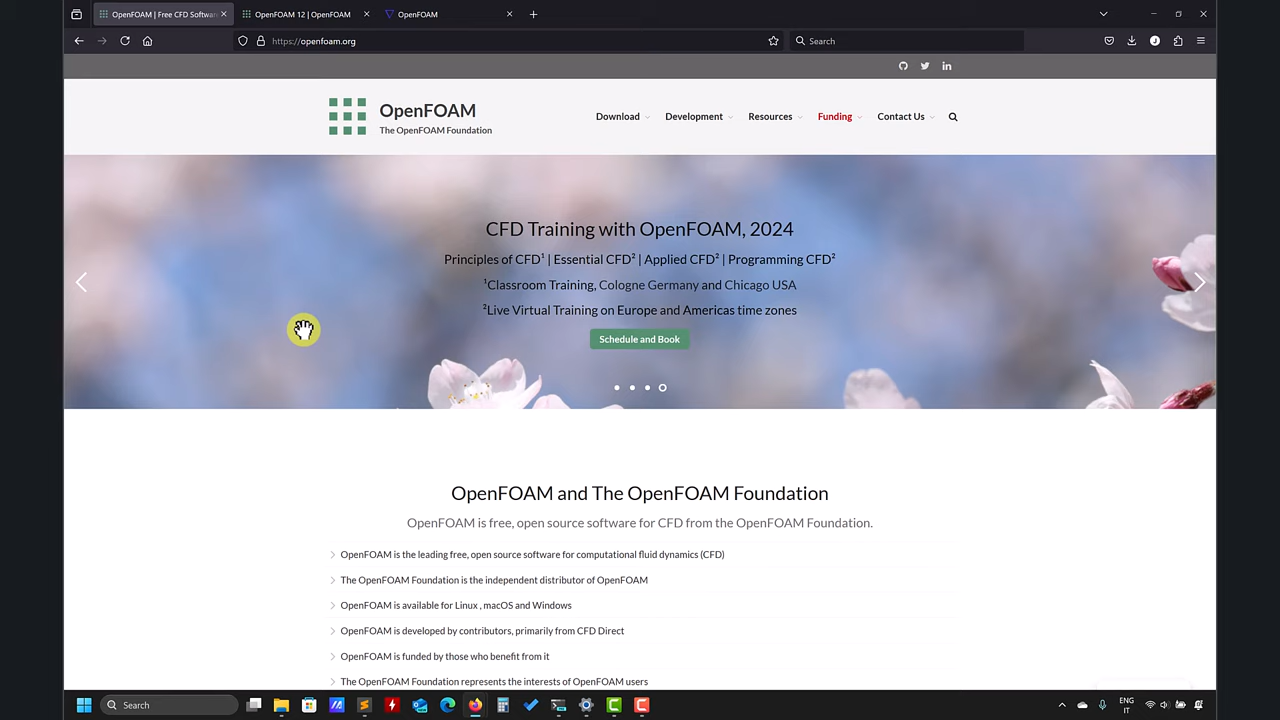 OpenFOAM | Free CFD Softwar
OpenFOAM 12 | OpenFOAM
OpenFOAM
https://openfoam.org
Search
OpenFOAM
The OpenFOAM Foundation
Download
Development
Resources
Funding
Contact Us
CFD Training with OpenFOAM, 2024
Principles of CFD¹ | Essential CFD² | Applied CFD² | Programming CFD²
¹Classroom Training, Cologne Germany and Chicago USA
²Live Virtual Training on Europe and Americas time zones
Schedule and Book
OpenFOAM and The OpenFOAM Foundation
OpenFOAM is free, open source software for CFD from the OpenFOAM Foundation.
OpenFOAM is the leading free, open source software for computational fluid dynamics (CFD)
The OpenFOAM Foundation is the independent distributor of OpenFOAM
OpenFOAM is available for Linux , macOS and Windows
OpenFOAM is developed by contributors, primarily from CFD Direct
OpenFOAM is funded by those who benefit from it
The OpenFOAM Foundation represents the interests of OpenFOAM users
Search
ENG
IT